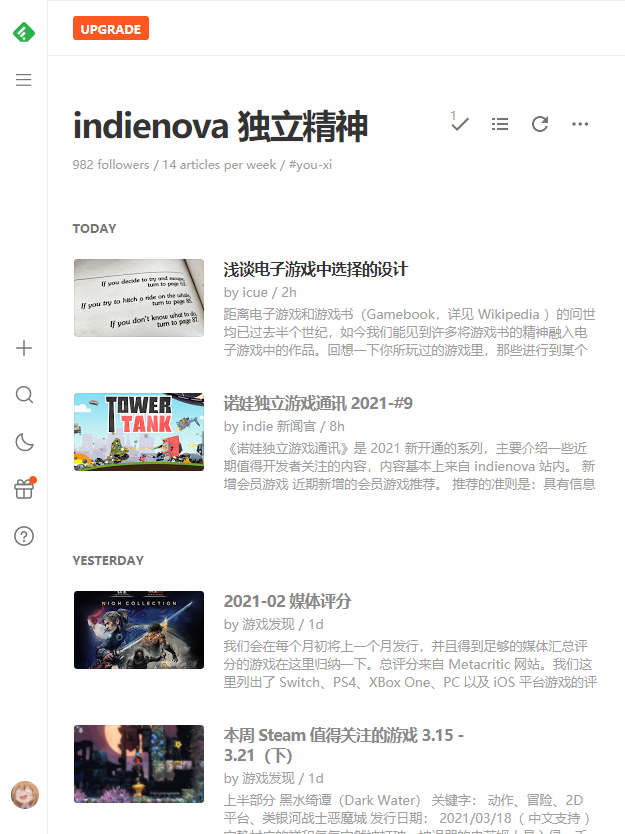 UPGRADE
indienova 独立精神
1
982 followers / 14 articles per week / #you-xi
TODAY
If you decide to try and escape,
turn to page 63.
If you try to hitch a ride on the whale,
turn to page 85.
If you don't know what to do,
turn to page 87.
浅谈电子游戏中选择的设计
by icue / 2h
距离电子游戏和游戏书（Gamebook，详见 Wikipedia ）的问世
均已过去半个世纪，如今我们能见到许多将游戏书的精神融入电
子游戏中的作品。回想一下你所玩过的游戏里，那些进行到某个
TOWER
TANK
诺娃独立游戏通讯 2021-#9
by indie 新闻官 / 8h
《诺娃独立游戏通讯》是 2021 新开通的系列，主要介绍一些近
期值得开发者关注的内容，内容基本上来自 indienova 站内。 新
增会员游戏 近期新增的会员游戏推荐。 推荐的准则是：具有信息
YESTERDAY
NIOH COLLECTION
2021-02 媒体评分
by 游戏发现 / 1d
我们会在每个月初将上一个月发行，并且得到足够的媒体汇总评
分的游戏在这里归纳一下。总评分来自 Metacritic 网站。我们这
里列出了 Switch、PS4、XBox One、PC 以及 iOS 平台游戏的评
本周 Steam 值得关注的游戏 3.15 -
3.21（下）
by 游戏发现 / 1d
上半部分 黑水绮谭（Dark Water） 关键字： 动作、冒险、2D
平台、类银河战士恶魔城 发行日期： 2021/03/18（ 中文支持 ）